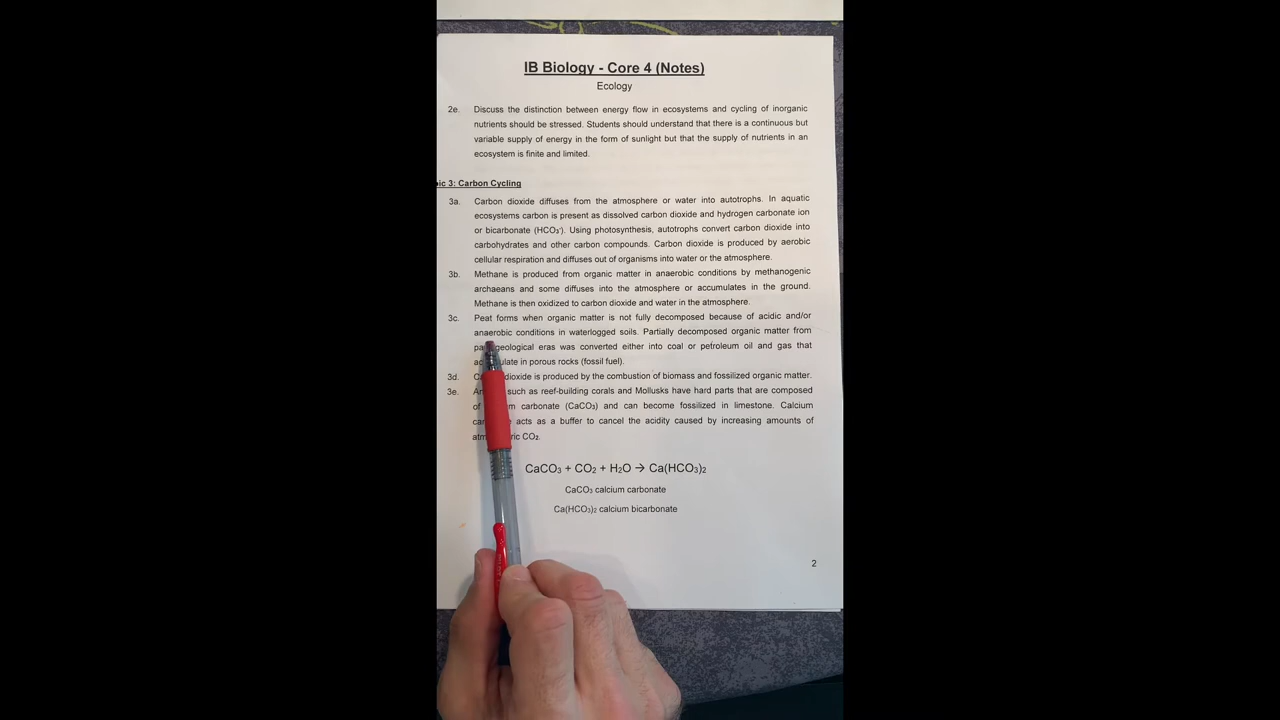 IB Biology - Core 4 (Notes)
Ecology
2e. Discuss the distinction between energy flow in ecosystems and cycling of inorganic
nutrients should be stressed. Students should understand that there is a continuous but
variable supply of energy in the form of sunlight but that the supply of nutrients in an
ecosystem is finite and limited.
ic 3: Carbon Cycling
3a. Carbon dioxide diffuses from the atmosphere or water into autotrophs. In aquatic
ecosystems carbon is present as dissolved carbon dioxide and hydrogen carbonate ion
or bicarbonate (HCO₃⁻). Using photosynthesis, autotrophs convert carbon dioxide into
carbohydrates and other carbon compounds. Carbon dioxide is produced by aerobic
cellular respiration and diffuses out of organisms into water or the atmosphere.
3b. Methane is produced from organic matter in anaerobic conditions by methanogenic
archaeans and some diffuses into the atmosphere or accumulates in the ground.
Methane is then oxidized to carbon dioxide and water in the atmosphere.
3c. Peat forms when organic matter is not fully decomposed because of acidic and/or
anaerobic conditions in waterlogged soils. Partially decomposed organic matter from
geological eras was converted either into coal or petroleum oil and gas that
in porous rocks (fossil fuel).
3d. dioxide is produced by the combustion of biomass and fossilized organic matter.
3e. such as reef-building corals and Mollusks have hard parts that are composed
of carbonate (CaCO₃) and can become fossilized in limestone. Calcium
acts as a buffer to cancel the acidity caused by increasing amounts of
CO₂.
CaCO₃ + CO₂ + H₂O → Ca(HCO₃)₂
CaCO₃ calcium carbonate
Ca(HCO₃)₂ calcium bicarbonate
2